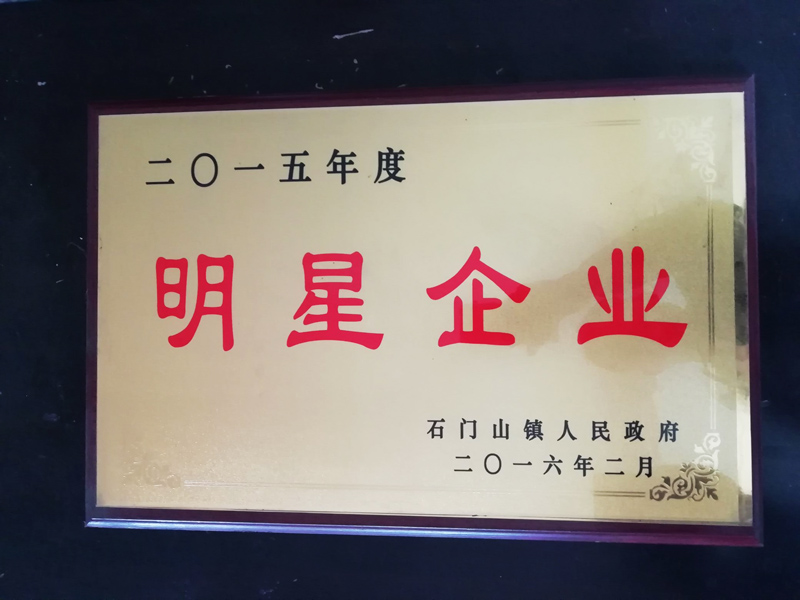 二〇一五年度
明星企业
石门山镇人民政府
二〇一六年二月